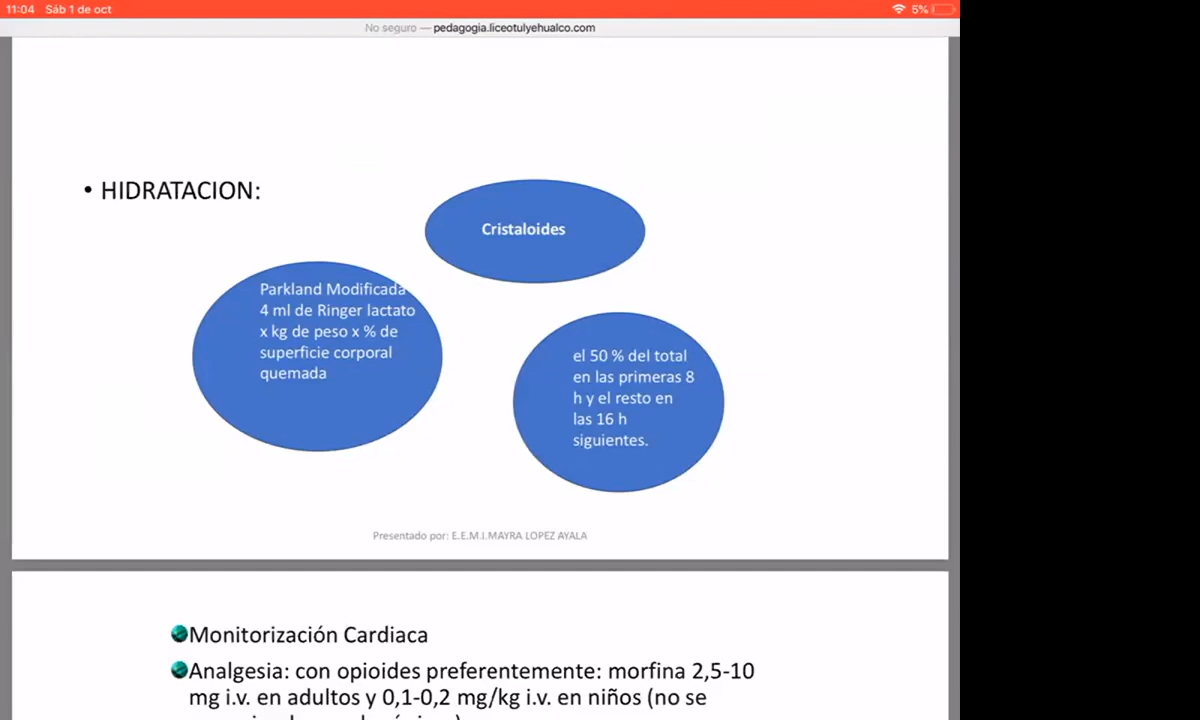 11:04 Sáb 1 de oct 5%
No seguro — pedagogia.liceotulyehualco.com
• HIDRATACION:
Cristaloides
Parkland Modificada
4 ml de Ringer lactato
x kg de peso x % de
superficie corporal
quemada
el 50 % del total
en las primeras 8
h y el resto en
las 16 h
siguientes.
Presentado por: E.E.M.I.MAYRA LOPEZ AYALA
Monitorización Cardiaca
Analgesia: con opioides preferentemente: morfina 2,5-10
mg i.v. en adultos y 0,1-0,2 mg/kg i.v. en niños (no se